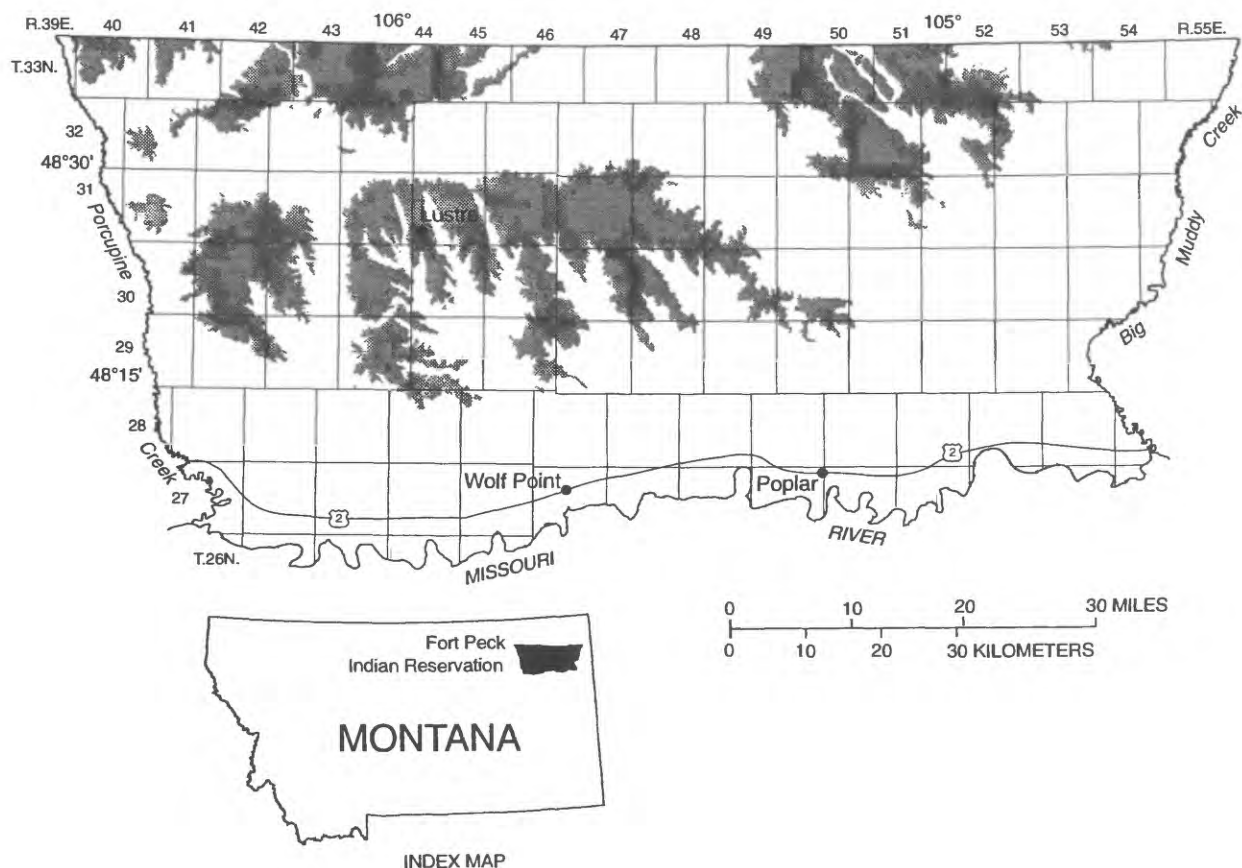 R.39E. 40 41 42 43 106° 44 45 46 47 48 49 50 51 105° 52 53 54 R.55E.
T.33N.
32
48°30'
31
Porcupine
30
29
48°15'
28
Creek
27
T.26N.
Lustre
Creek
Muddy
Big
2
Wolf Point
Poplar
2
RIVER
MISSOURI
0 10 20 30 MILES
0 10 20 30 KILOMETERS
Fort Peck
Indian Reservation
MONTANA
INDEX MAP